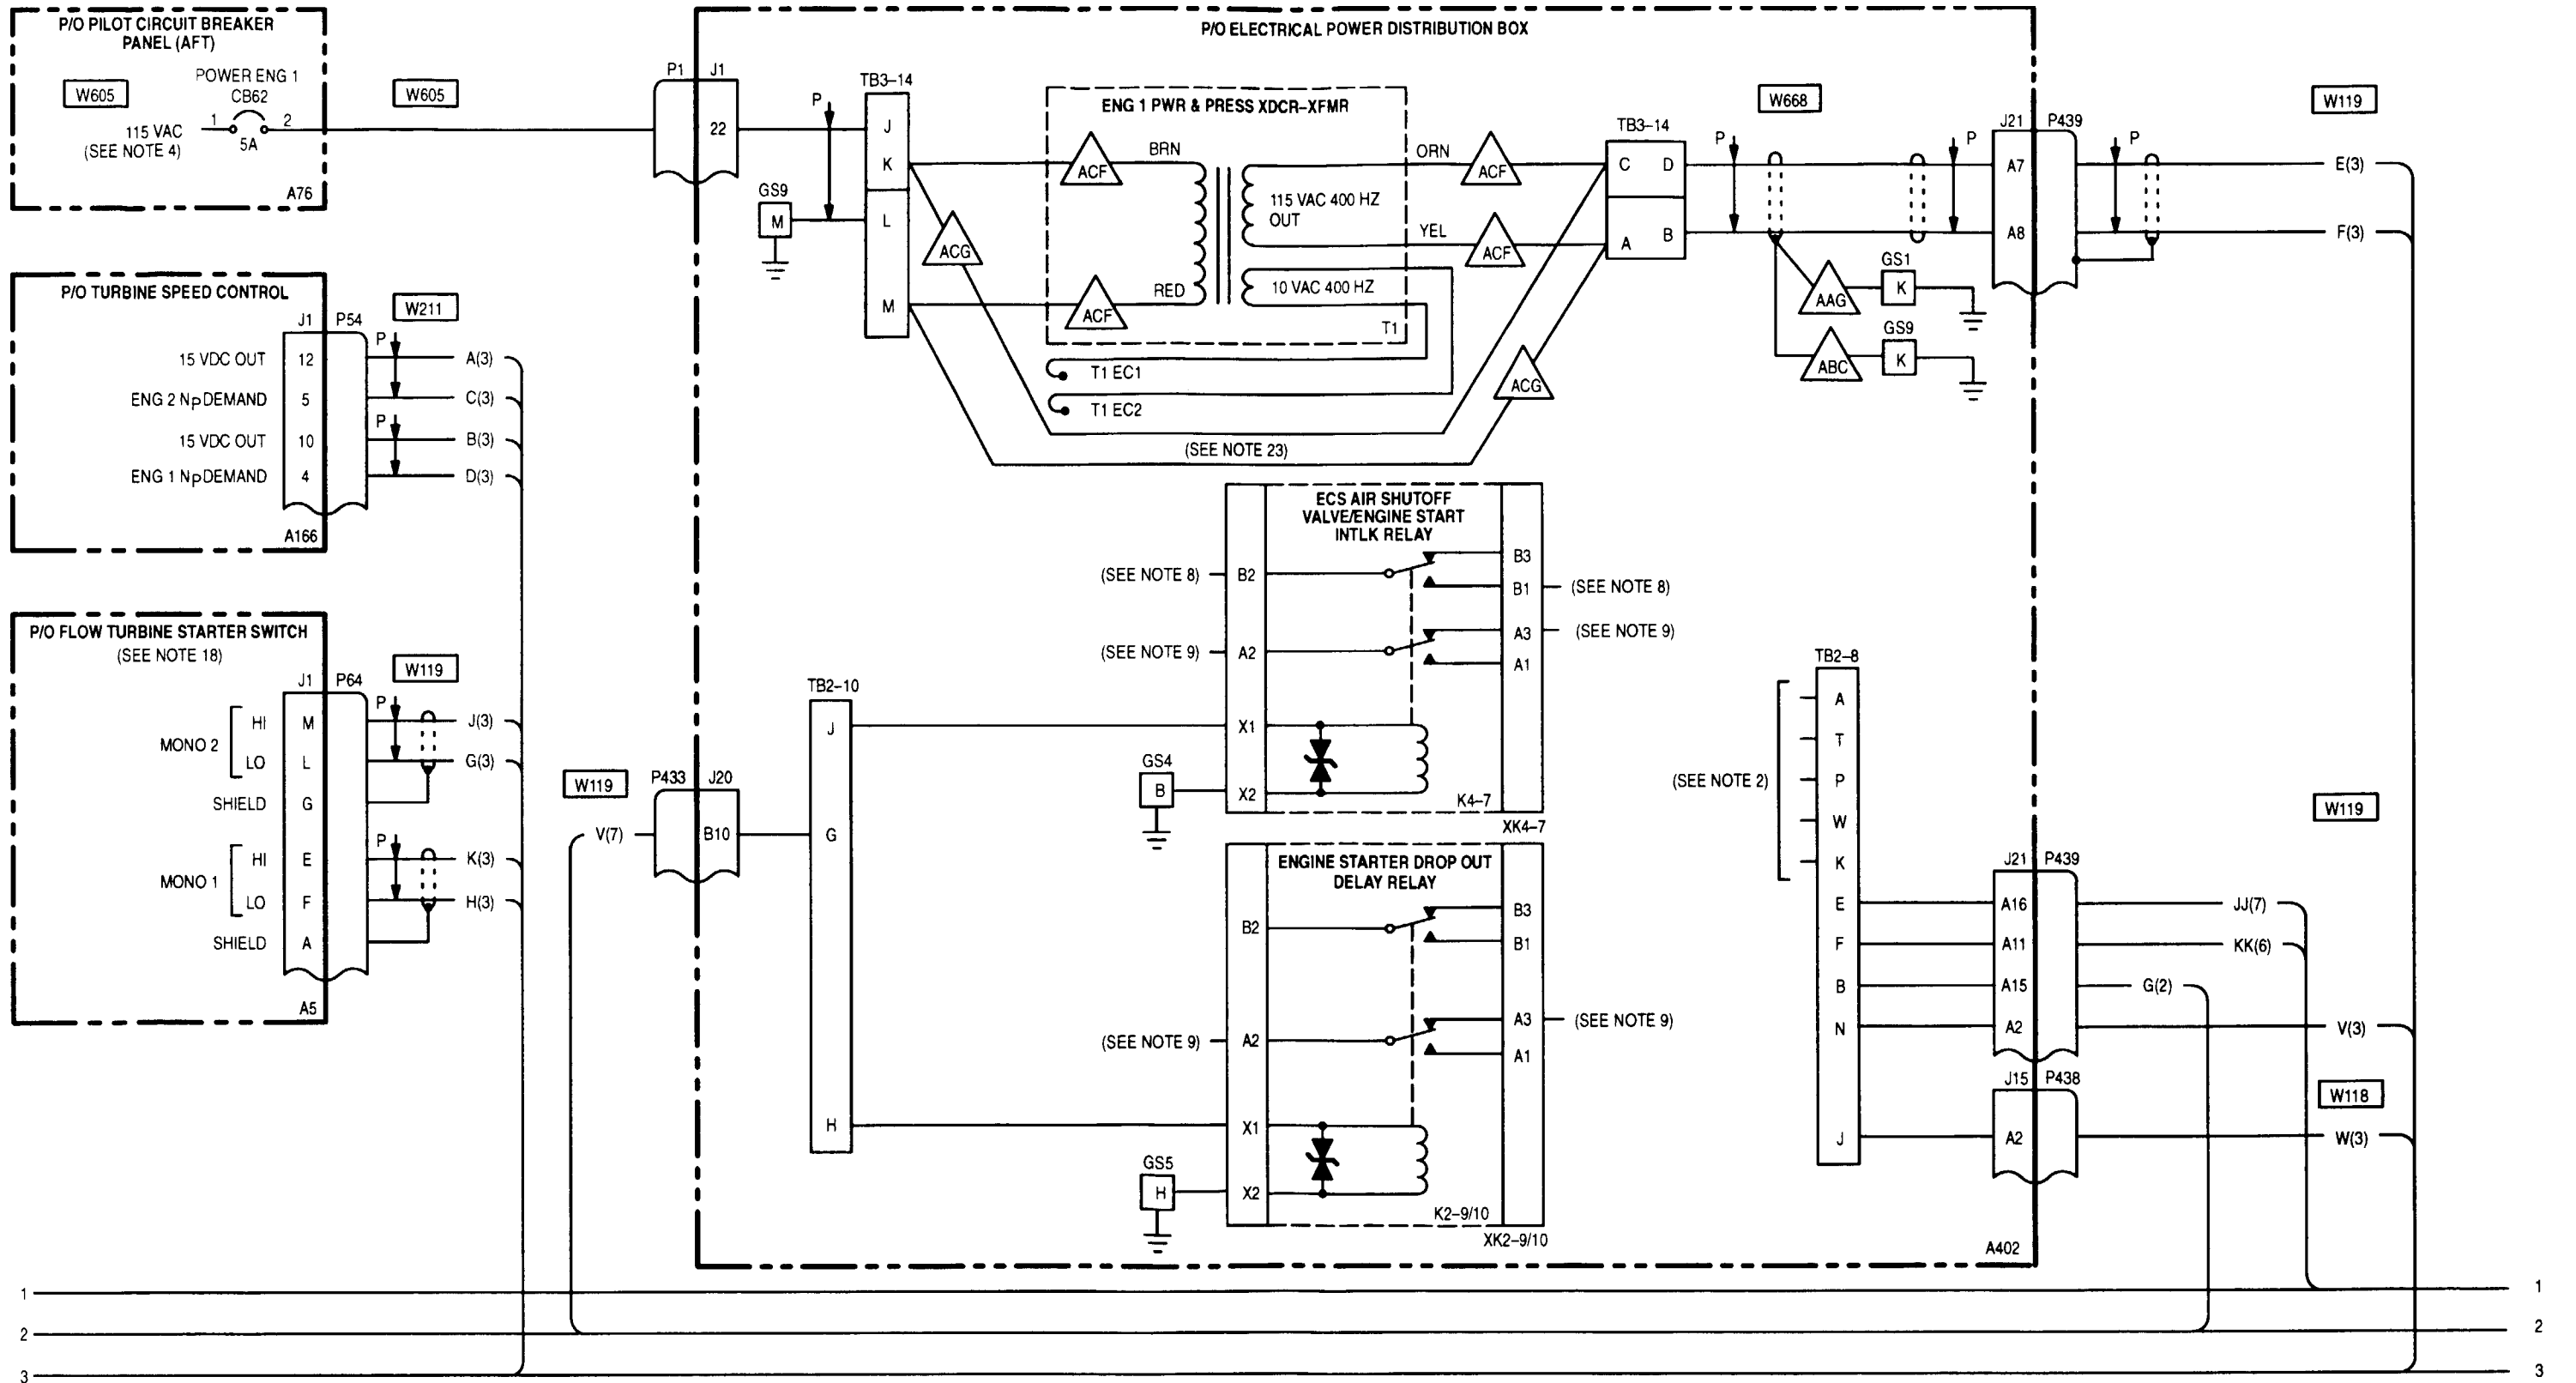 P/O PILOT CIRCUIT BREAKER
PANEL (AFT)
W605
POWER ENG 1
CB62
1
2
5A
115 VAC
(SEE NOTE 4)
A76
W605
P/O TURBINE SPEED CONTROL
J1
P54
W211
P
15 VDC OUT
12
A(3)
ENG 2 Np DEMAND
5
C(3)
P
15 VDC OUT
10
B(3)
ENG 1 Np DEMAND
4
D(3)
A166
P/O FLOW TURBINE STARTER SWITCH
(SEE NOTE 18)
J1
P64
W119
P
MONO 2
HI
M
J(3)
LO
L
G(3)
SHIELD
G
P
MONO 1
HI
E
K(3)
LO
F
H(3)
SHIELD
A
A5
P/O ELECTRICAL POWER DISTRIBUTION BOX
P1
J1
22
P
GS9
M
TB3–14
J
K
L
M
ACG
ENG 1 PWR & PRESS XDCR–XFMR
ACF
BRN
ACF
RED
115 VAC 400 HZ
OUT
10 VAC 400 HZ
T1
ORN
ACF
YEL
ACF
T1 EC1
T1 EC2
ACG
(SEE NOTE 23)
TB3–14
C
D
A
B
W668
P
P
AAG
GS1
K
ABC
GS9
K
J21
P439
A7
A8
P
W119
E(3)
F(3)
ECS AIR SHUTOFF
VALVE/ENGINE START
INTLK RELAY
(SEE NOTE 8)
B2
B3
B1
(SEE NOTE 8)
(SEE NOTE 9)
A2
A3
(SEE NOTE 9)
A1
X1
X2
GS4
B
K4–7
XK4–7
W119
P433
J20
V(7)
B10
TB2–10
J
G
H
ENGINE STARTER DROP OUT
DELAY RELAY
B2
B3
B1
(SEE NOTE 9)
A2
A3
(SEE NOTE 9)
A1
X1
X2
GS5
H
K2–9/10
XK2–9/10
TB2–8
(SEE NOTE 2)
A
T
P
W
K
E
F
B
N
J
J21
P439
A16
A11
A15
A2
J15
P438
A2
W119
JJ(7)
KK(6)
G(2)
V(3)
W118
W(3)
A402
1
1
2
2
3
3